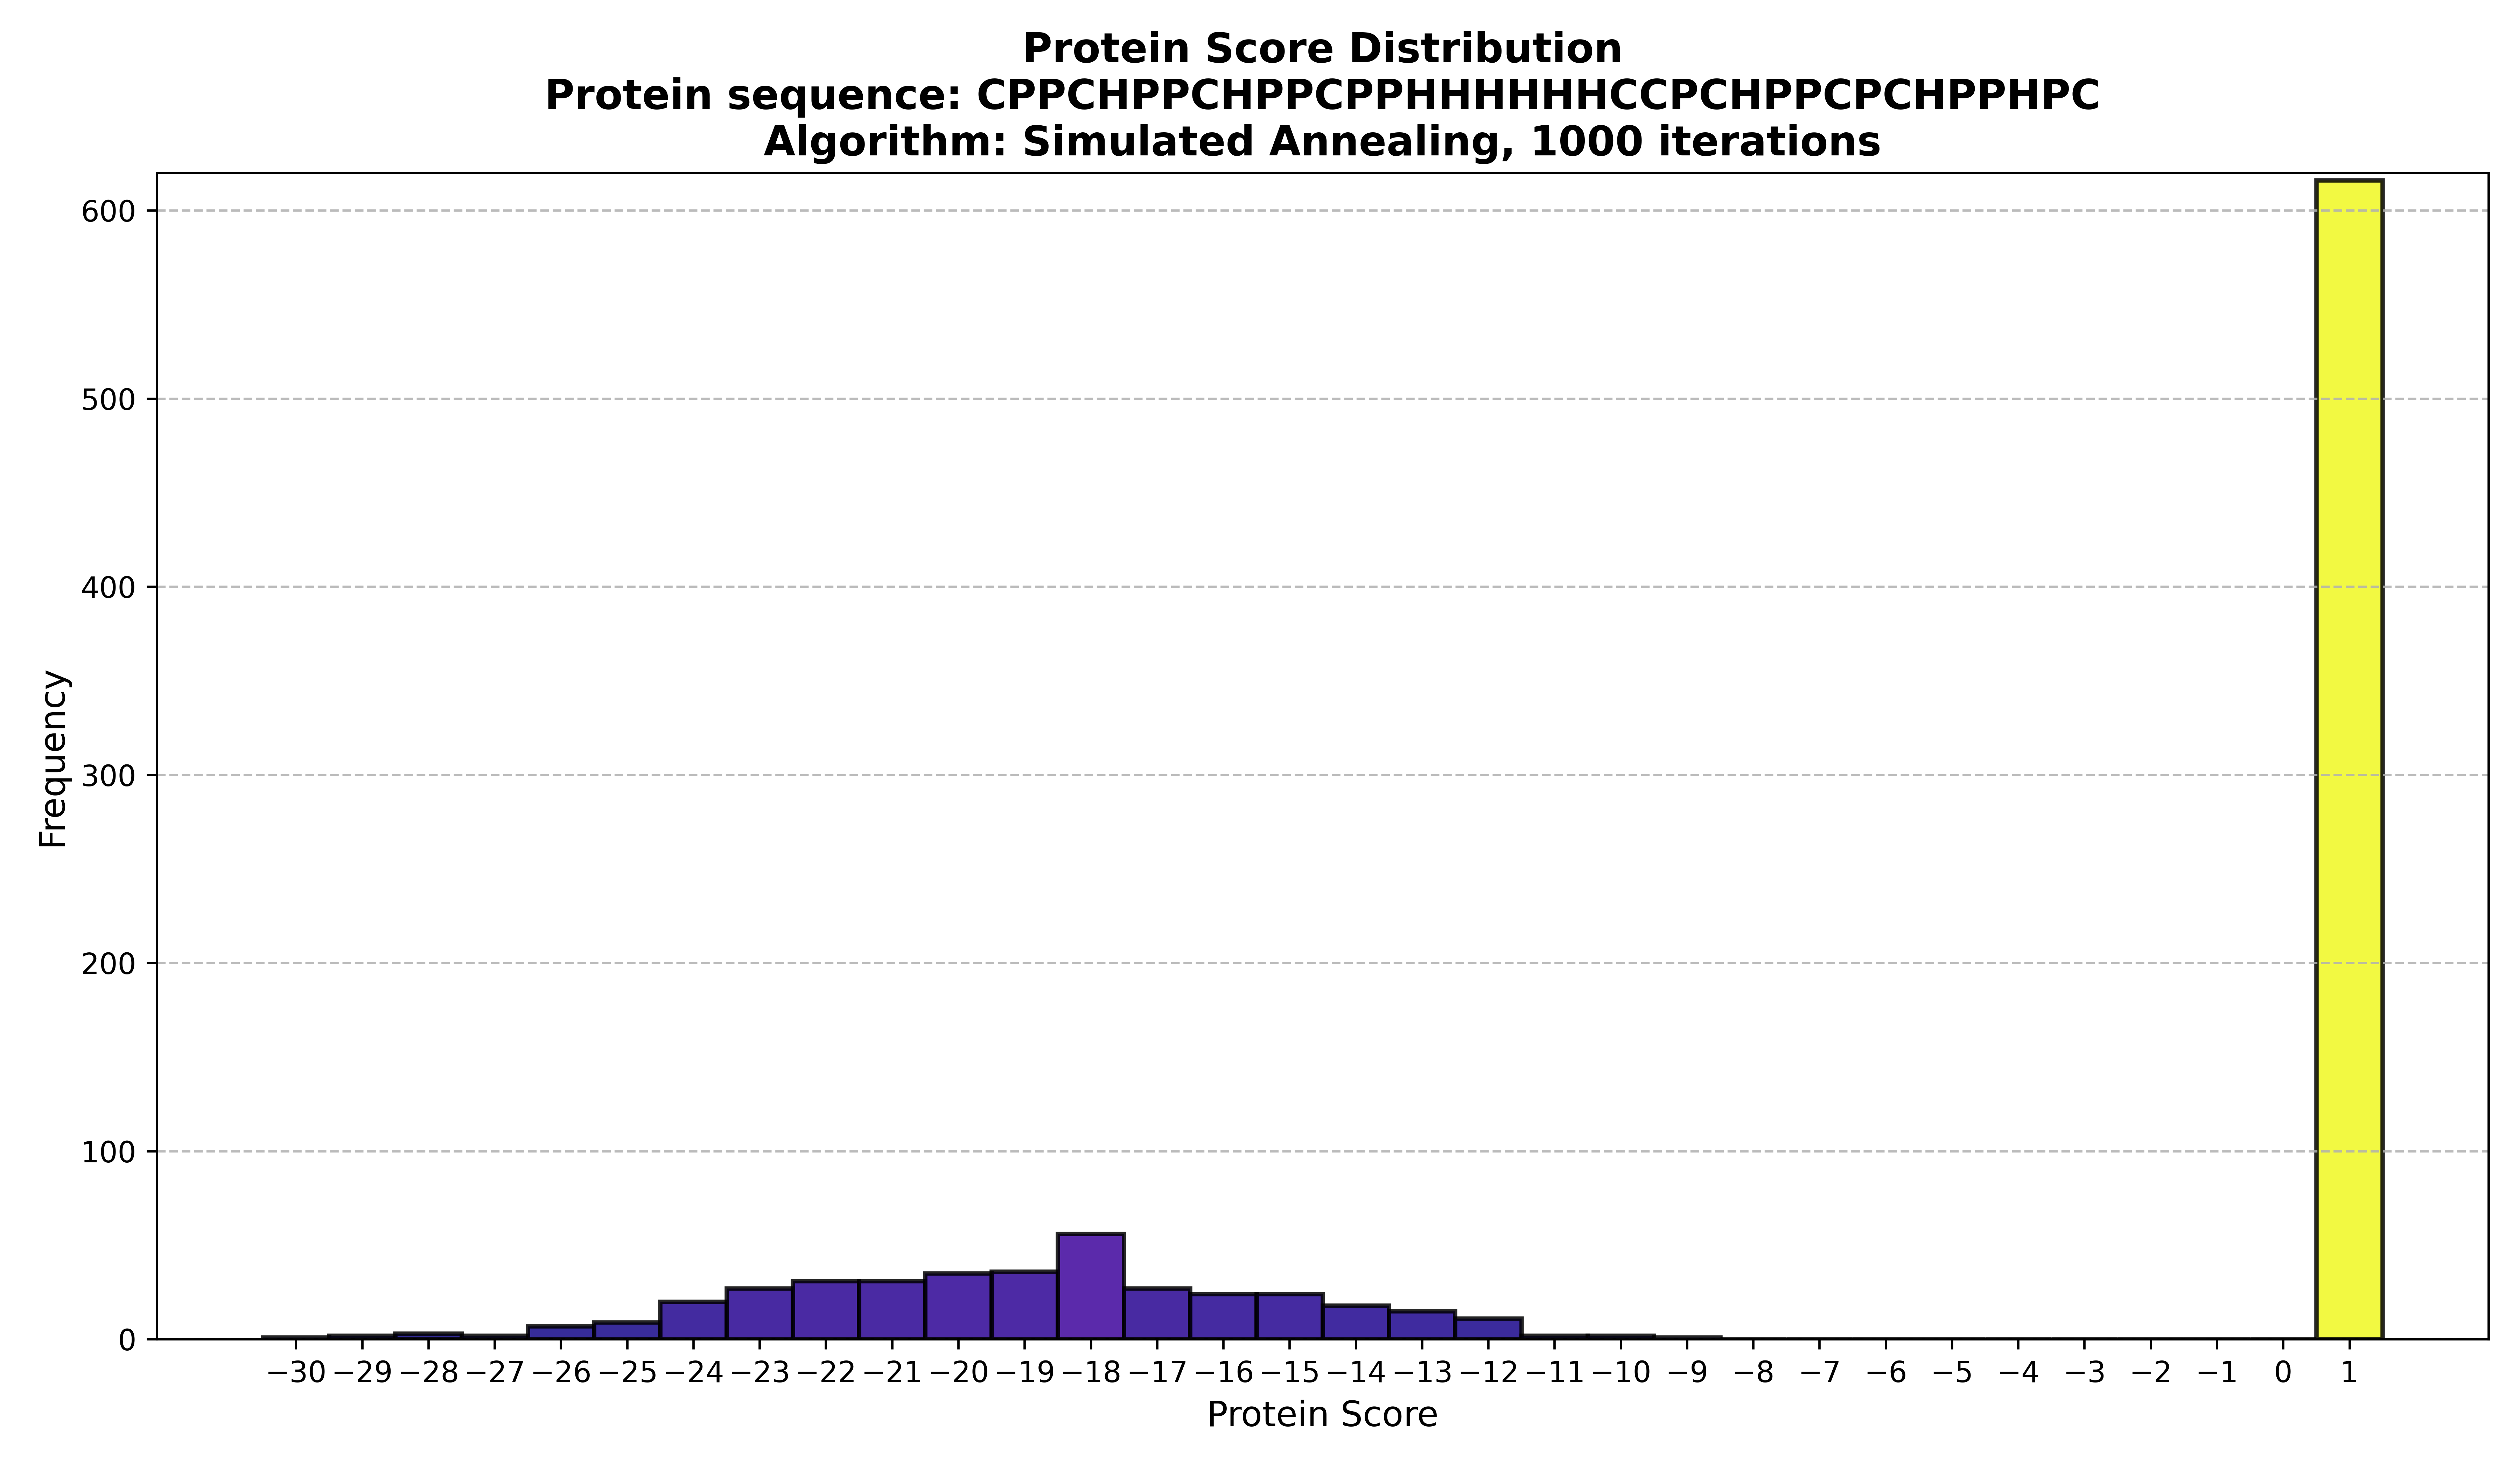 Protein Score Distribution
Protein sequence: CPPCHPPCHPPCPPHHHHHHHCCPCHPPCPCHPPHPC
Algorithm: Simulated Annealing, 1000 iterations
600
500
400
300
200
100
0
Frequency
−30 −29 −28 −27 −26 −25 −24 −23 −22 −21 −20 −19 −18 −17 −16 −15 −14 −13 −12 −11 −10 −9 −8 −7 −6 −5 −4 −3 −2 −1 0 1
Protein Score